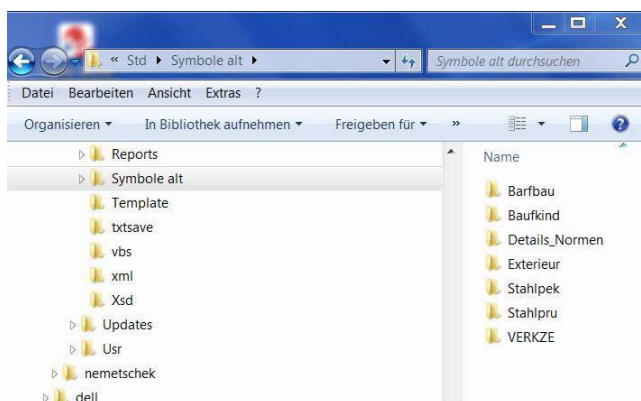 « Std Symbole alt
Symbole alt durchsuchen
Datei Bearbeiten Ansicht Extras ?
Organisieren In Bibliothek aufnehmen Freigeben für »
Reports
Symbole alt
Template
txtsave
vbs
xml
Xsd
Updates
Usr
nemetschek
dell
Name
Barfbau
Baufkind
Details_Normen
Exterieur
Stahlpek
Stahlpru
VERKZE